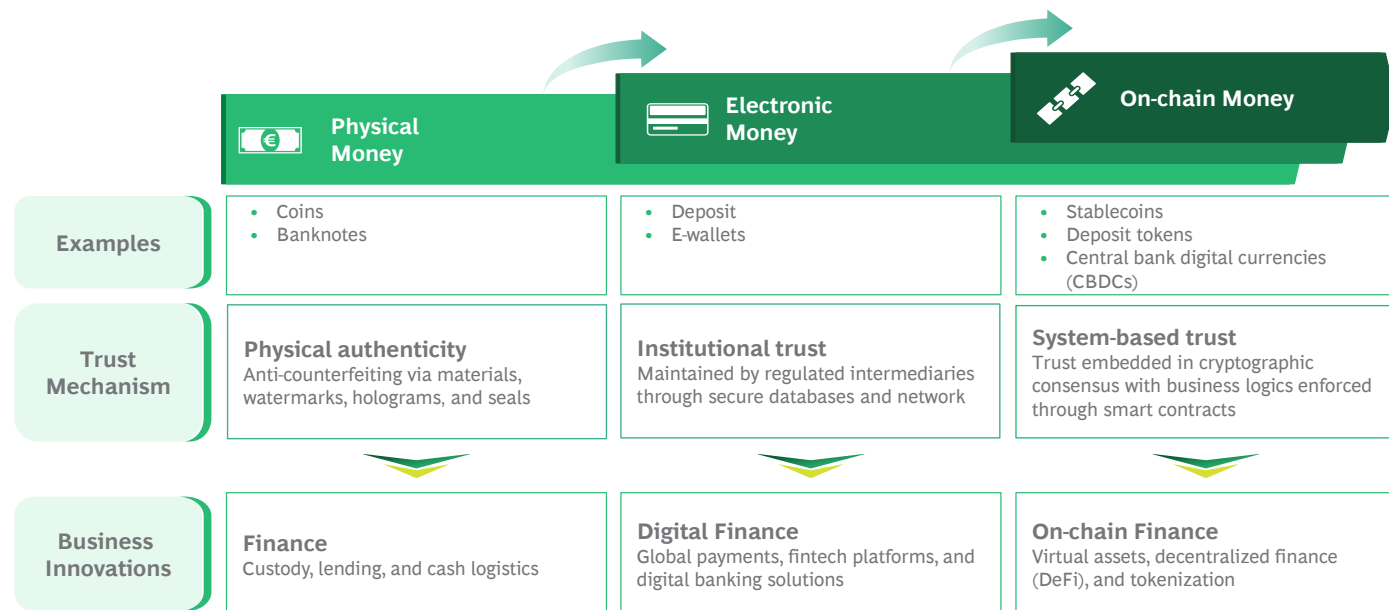 Physical
Money
Electronic
Money
On-chain Money
€
Examples
• Coins
• Banknotes
• Deposit
• E-wallets
• Stablecoins
• Deposit tokens
• Central bank digital currencies
(CBDCs)
Trust
Mechanism
Physical authenticity
Anti-counterfeiting via materials,
watermarks, holograms, and seals
Institutional trust
Maintained by regulated intermediaries
through secure databases and network
System-based trust
Trust embedded in cryptographic
consensus with business logics enforced
through smart contracts
Business
Innovations
Finance
Custody, lending, and cash logistics
Digital Finance
Global payments, fintech platforms, and
digital banking solutions
On-chain Finance
Virtual assets, decentralized finance
(DeFi), and tokenization